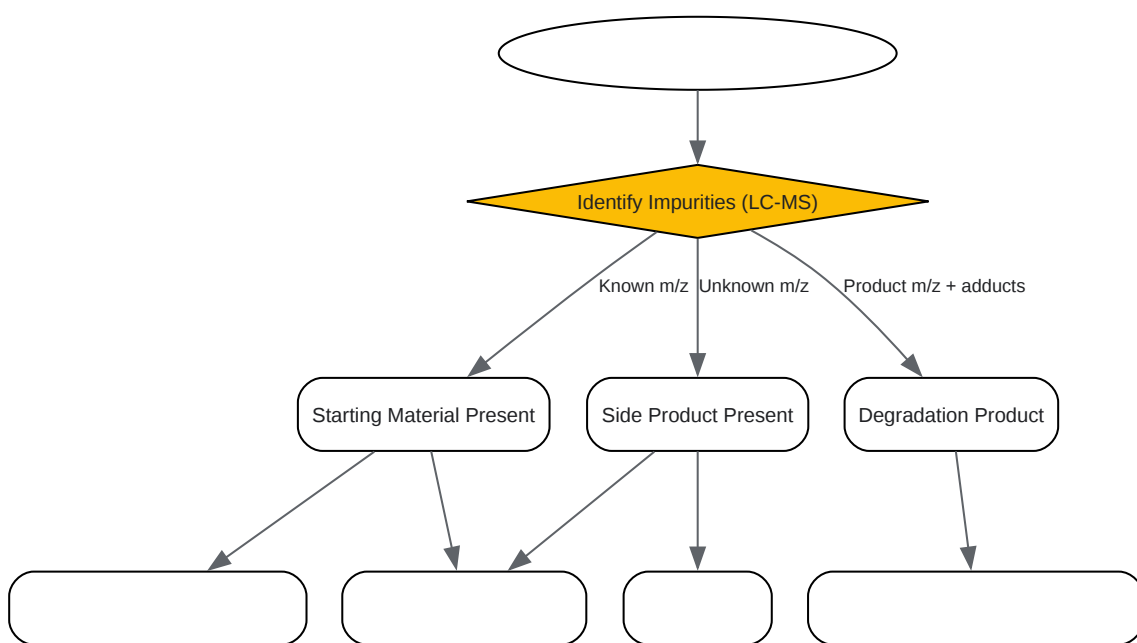 Identify Impurities (LC-MS)
Known m/z
Unknown m/z
Product m/z + adducts
Starting Material Present
Side Product Present
Degradation Product